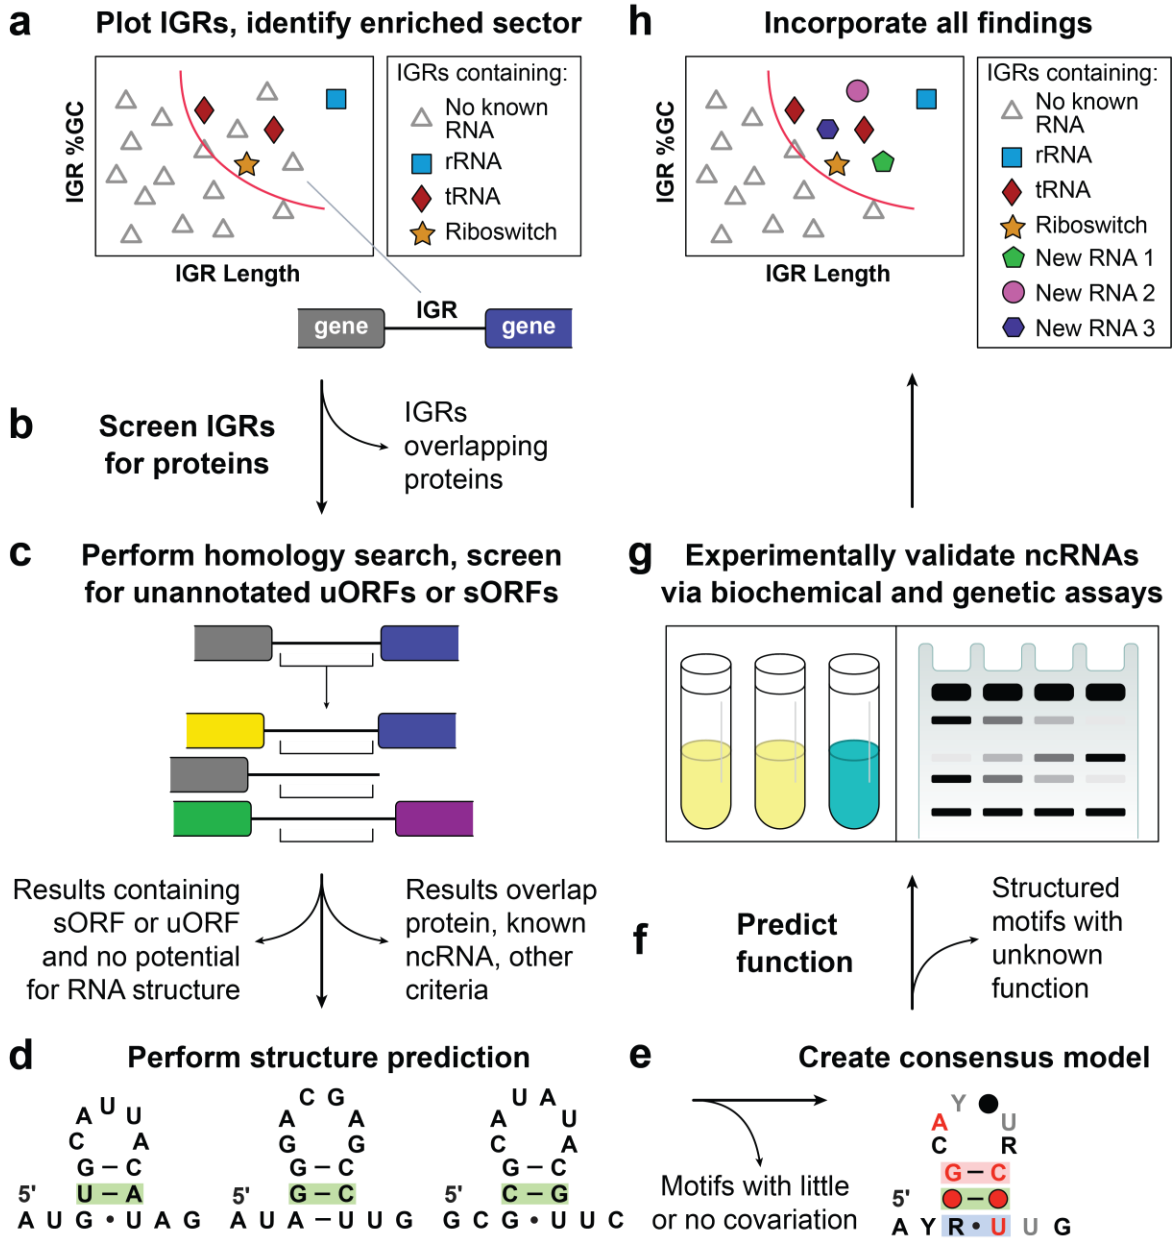 a Plot IGRs, identify enriched sector
IGR %GC
IGR Length
IGRs containing:
No known
RNA
rRNA
tRNA
Riboswitch
IGR
gene
gene
b Screen IGRs
for proteins
IGRs
overlapping
proteins
c Perform homology search, screen
for unannotated uORFs or sORFs
Results containing
sORF or uORF
and no potential
for RNA structure
Results overlap
protein, known
ncRNA, other
criteria
d Perform structure prediction
U U
A U
C A
G – C
5' U – A
A U G • U A G
C G
A A
G G
G – C
5' G – C
A U A – U U G
U A
A U
C A
G – C
5' C – G
G C G • U U C
e Create consensus model
Motifs with little
or no covariation
Y
A U
C R
G – C
5'
A Y R • U U G
f Predict
function
Structured
motifs with
unknown
function
g Experimentally validate ncRNAs
via biochemical and genetic assays
h Incorporate all findings
IGR %GC
IGR Length
IGRs containing:
No known
RNA
rRNA
tRNA
Riboswitch
New RNA 1
New RNA 2
New RNA 3